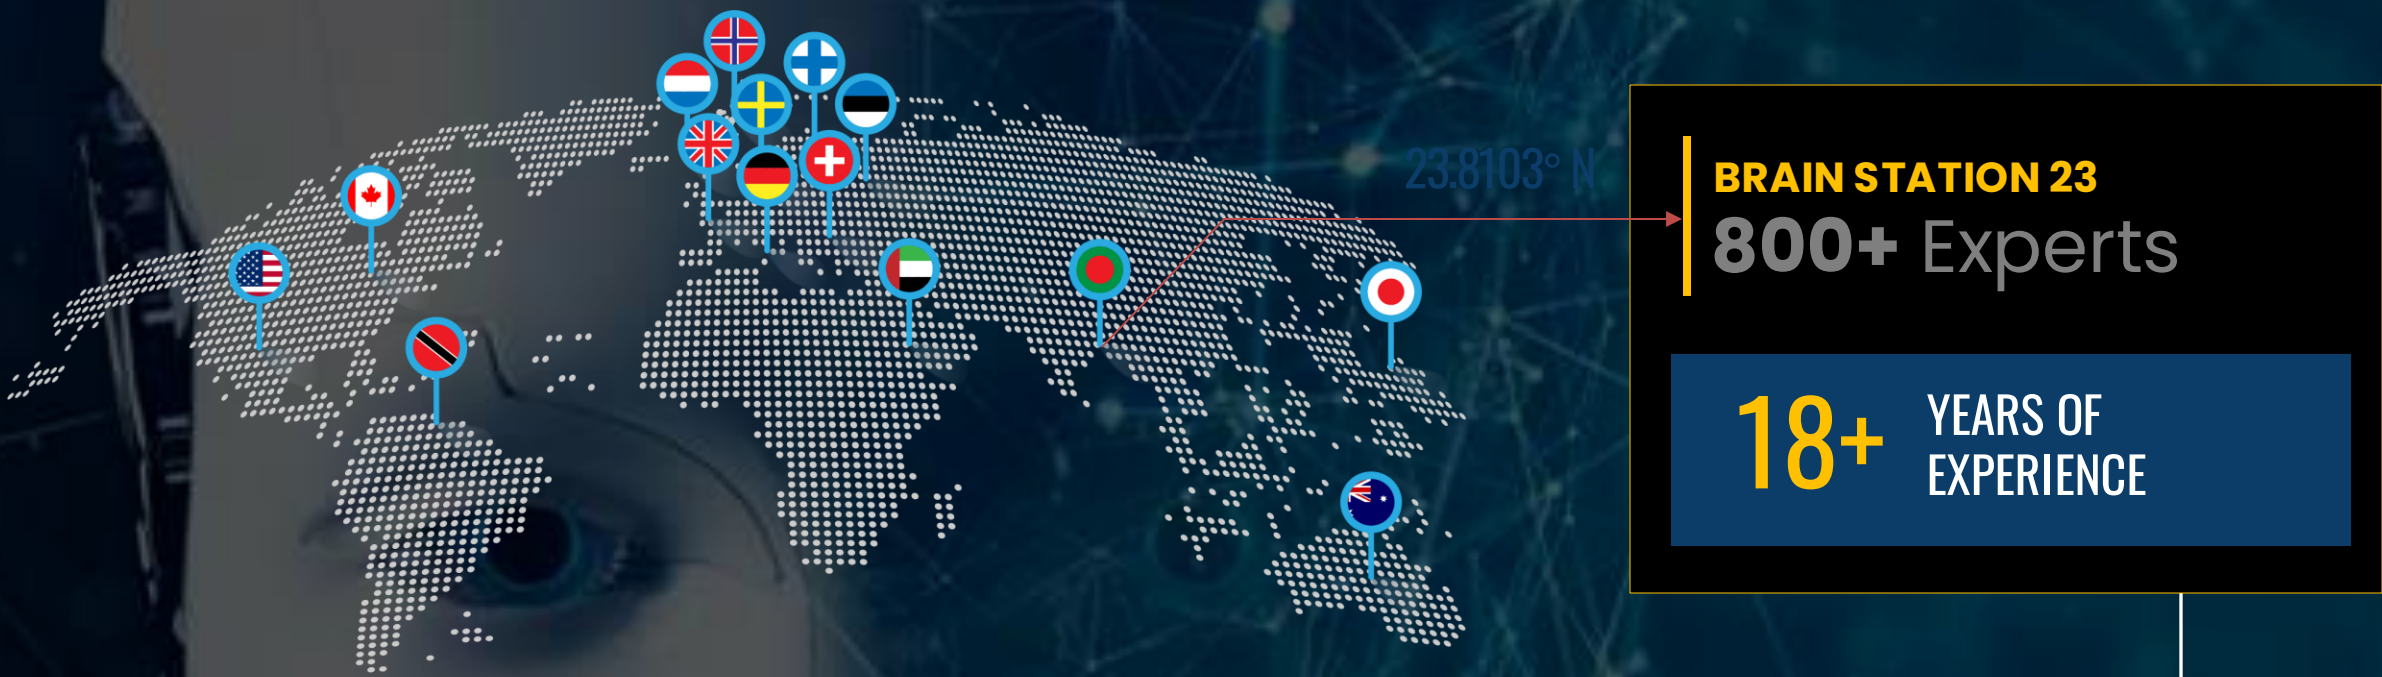 23.8103° N
BRAIN STATION 23
800+ Experts
18+
YEARS OF
EXPERIENCE